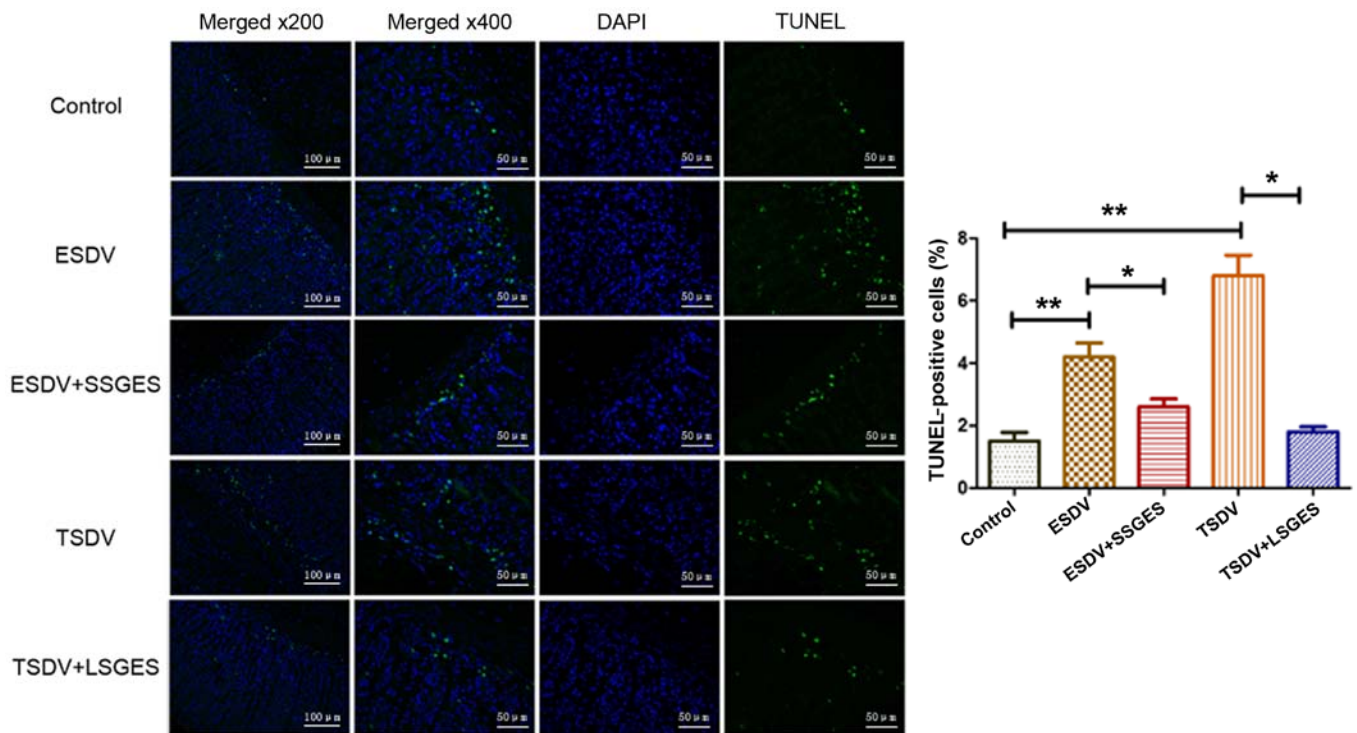 Merged x200 Merged x400 DAPI TUNEL
Control
100 μm 50 μm 50 μm 50 μm
ESDV
100 μm 50 μm 50 μm 50 μm
ESDV+SSGES
100 μm 50 μm 50 μm 50 μm
TSDV
100 μm 50 μm 50 μm 50 μm
TSDV+LSGES
100 μm 50 μm 50 μm 50 μm
TUNEL-positive cells (%)
8
6
4
2
0
** * ** *
Control ESDV ESDV+SSGES TSDV TSDV+LSGES